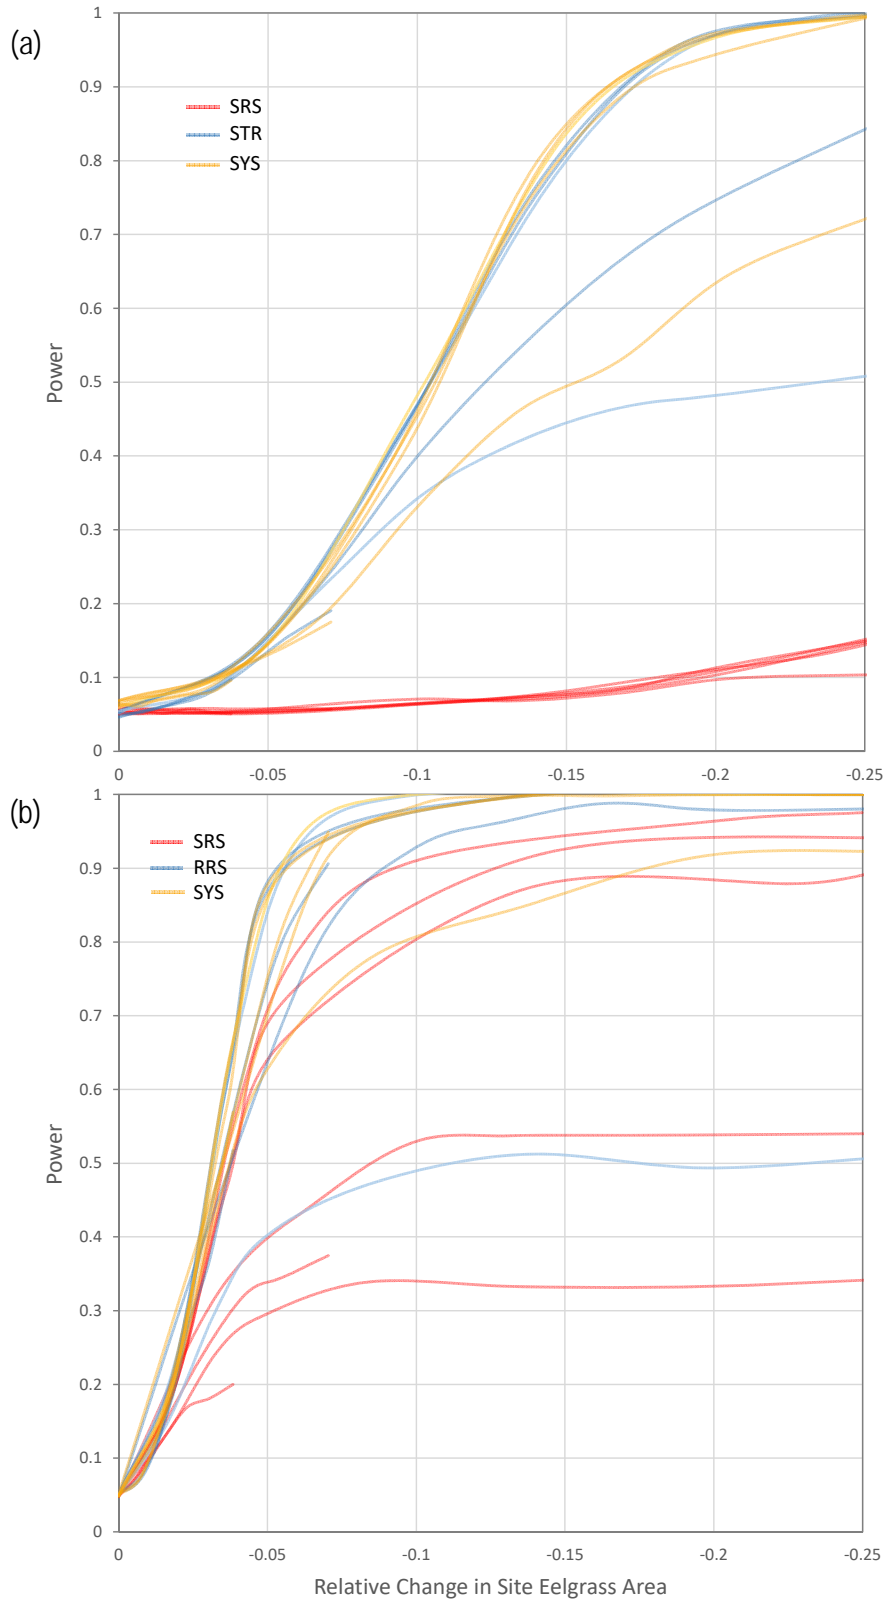 (a)
1
0.9
0.8
0.7
0.6
0.5
0.4
0.3
0.2
0.1
0
Power
SRS
STR
SYS
0 -0.05 -0.1 -0.15 -0.2 -0.25
(b)
1
0.9
0.8
0.7
0.6
0.5
0.4
0.3
0.2
0.1
0
Power
SRS
RRS
SYS
0 -0.05 -0.1 -0.15 -0.2 -0.25
Relative Change in Site Eelgrass Area